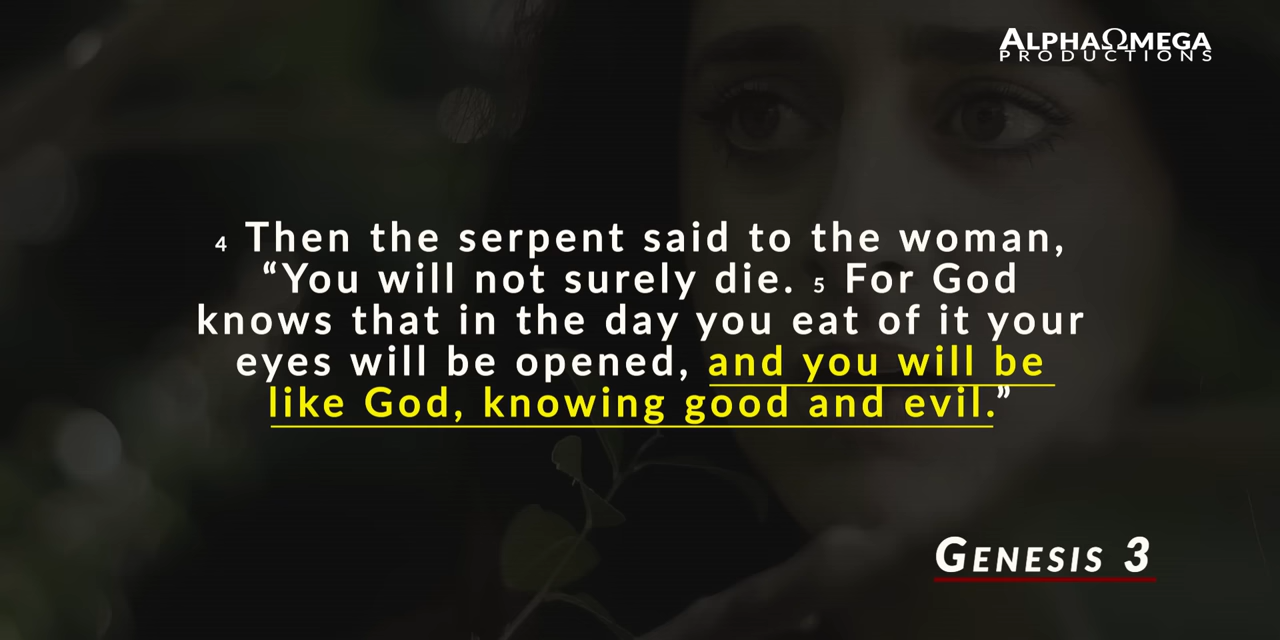 ALPHAΩMEGA
PRODUCTIONS
4 Then the serpent said to the woman,
“You will not surely die. 5 For God
knows that in the day you eat of it your
eyes will be opened, and you will be
like God, knowing good and evil.”
GENESIS 3